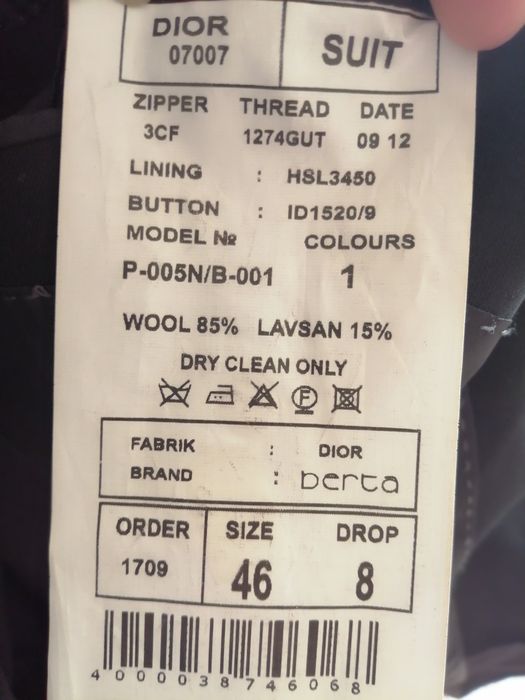 DIOR
07007
SUIT
ZIPPER THREAD DATE
3CF 1274GUT 09 12
LINING : HSL3450
BUTTON : ID1520/9
MODEL № COLOURS
P-005N/B-001 1
WOOL 85% LAVSAN 15%
DRY CLEAN ONLY
F
FABRIK : DIOR
BRAND : berta
ORDER SIZE DROP
1709 46 8
4000038746068